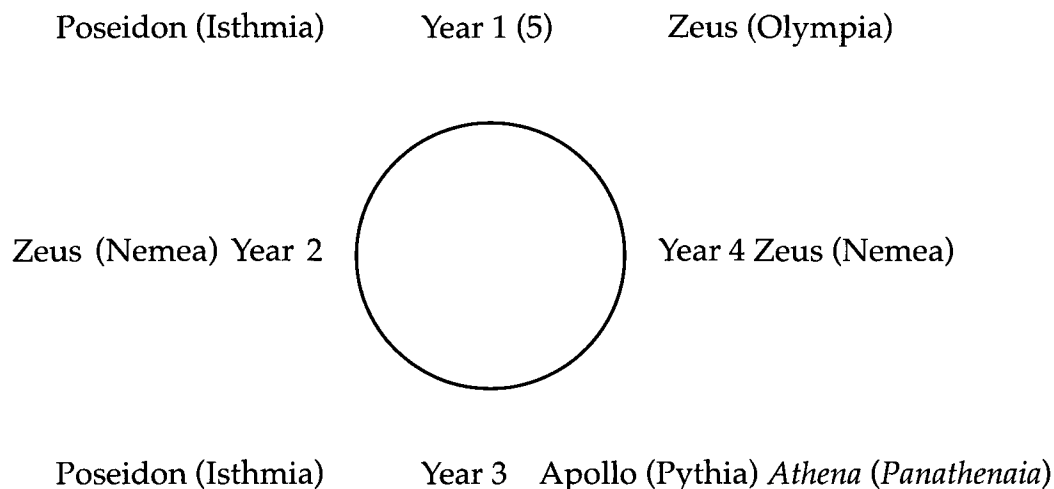 Poseidon (Isthmia) Year 1 (5) Zeus (Olympia)
Zeus (Nemea) Year 2 Year 4 Zeus (Nemea)
Poseidon (Isthmia) Year 3 Apollo (Pythia) Athena (Panathenaia)